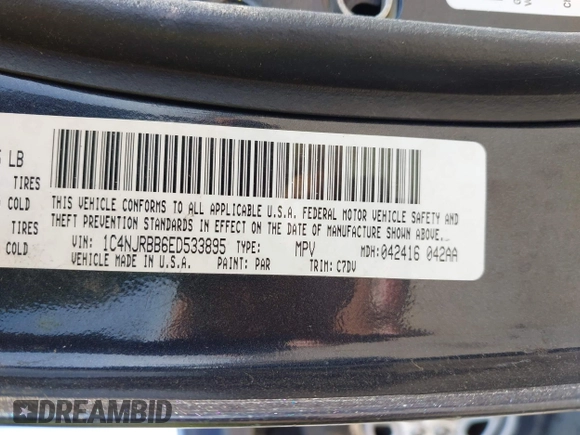 LB
TIRES
COLD
TIRES
COLD
THIS VEHICLE CONFORMS TO ALL APPLICABLE U.S.A. FEDERAL MOTOR VEHICLE SAFETY AND
THEFT PREVENTION STANDARDS IN EFFECT ON THE DATE OF MANUFACTURE SHOWN ABOVE.
VIN: 1C4NJRBB6ED533895 TYPE: MPV MDH: 042416 042AA
VEHICLE MADE IN U.S.A. PAINT: PAR TRIM: C7DV
DREAMBID